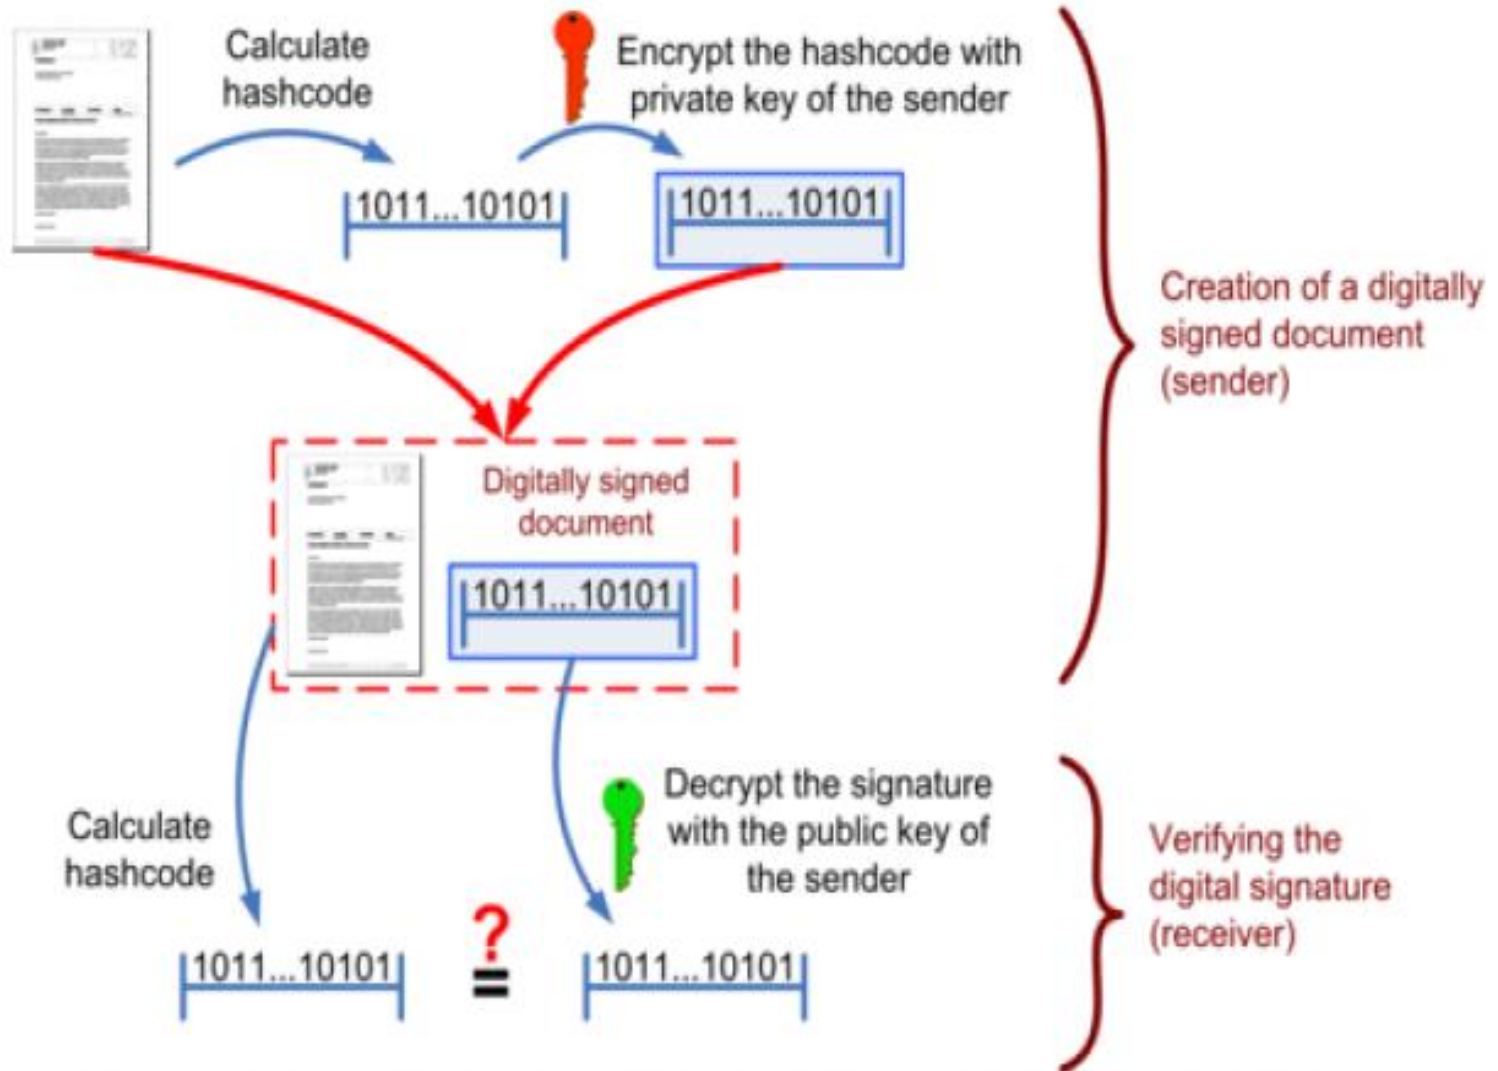 Calculate
hashcode
Encrypt the hashcode with
private key of the sender
1011...10101
1011...10101
Creation of a digitally
signed document
(sender)
Digitally signed
document
1011...10101
Calculate
hashcode
Decrypt the signature
with the public key of
the sender
Verifying the
digital signature
(receiver)
1011...10101
?
=
1011...10101